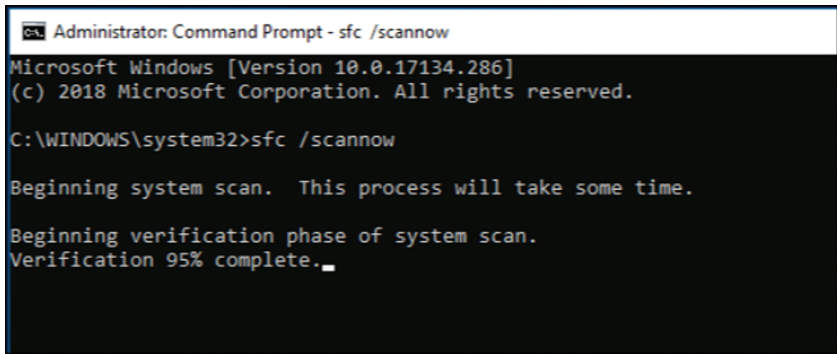 Administrator: Command Prompt - sfc /scannow
Microsoft Windows [Version 10.0.17134.286]
(c) 2018 Microsoft Corporation. All rights reserved.
C:\WINDOWS\system32>sfc /scannow
Beginning system scan.  This process will take some time.
Beginning verification phase of system scan.
Verification 95% complete.